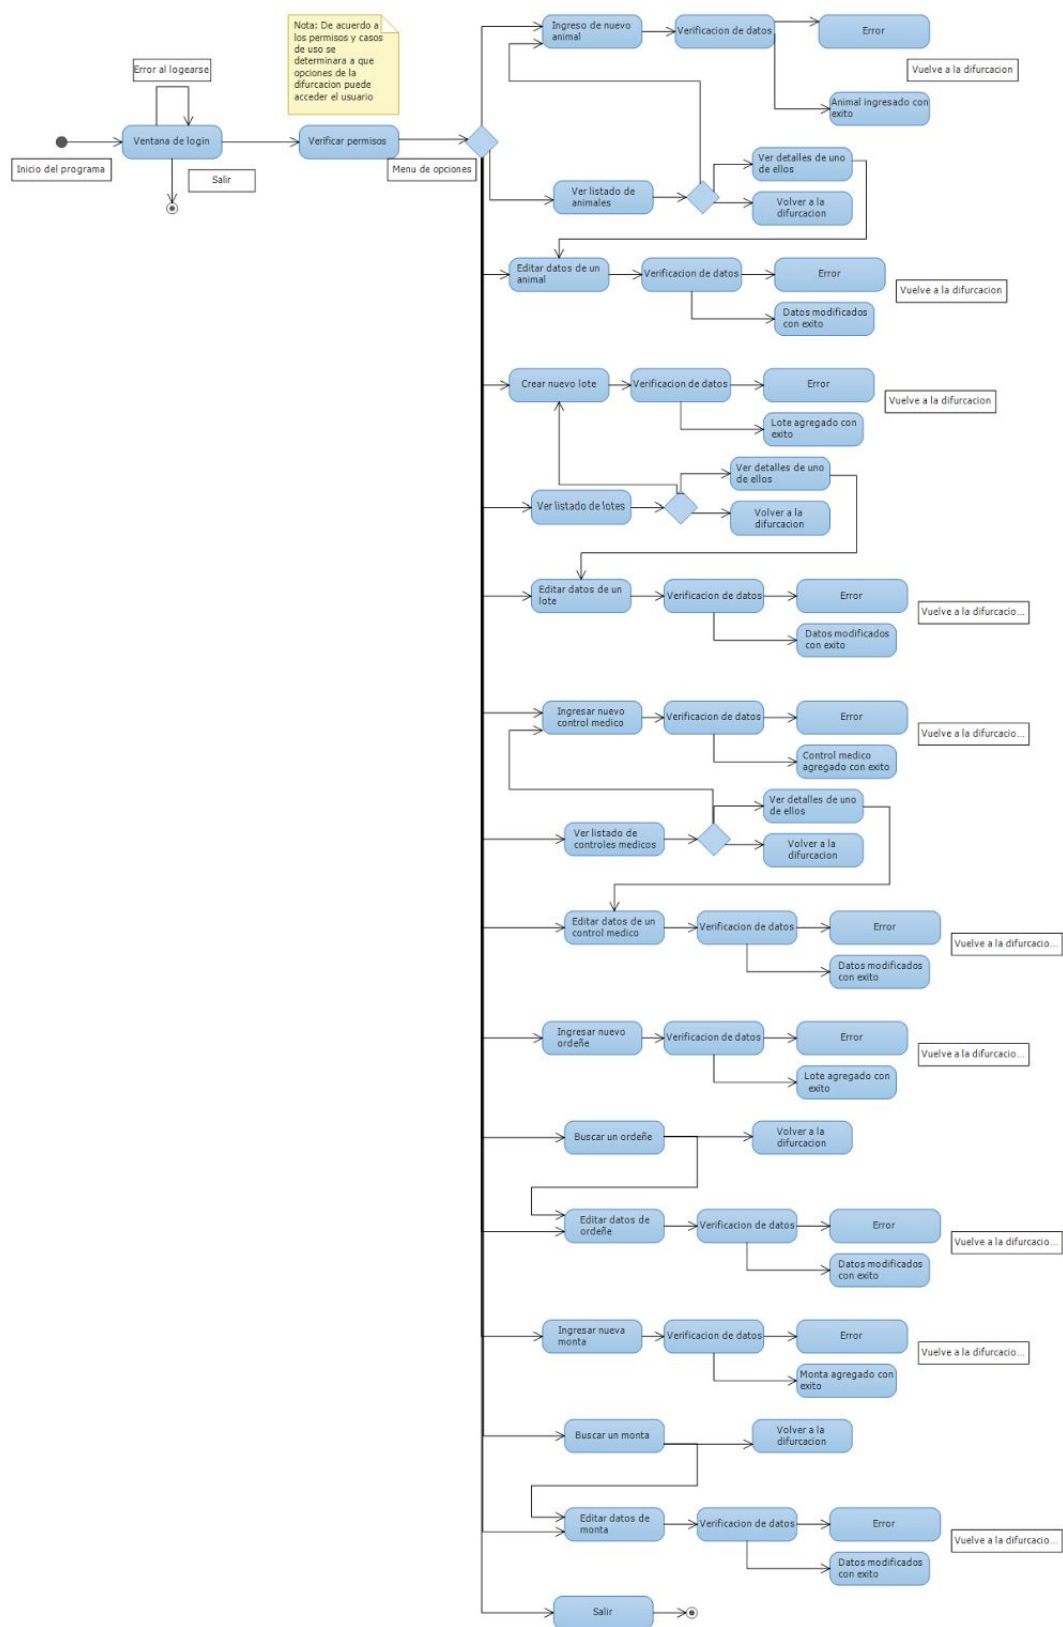 Nota: De acuerdo a
los permisos y casos
de uso se
determinara a que
opciones de la
difurcacion puede
acceder el usuario
Error al logearse
Ventana de login
Verificar permisos
Inicio del programa
Salir
Menu de opciones
Ingreso de nuevo
animal
Verificacion de datos
Error
Vuelve a la difurcacion
Animal ingresado con
exito
Ver listado de
animales
Ver detalles de uno
de ellos
Volver a la
difurcacion
Editar datos de un
animal
Verificacion de datos
Error
Vuelve a la difurcacion
Datos modificados
con exito
Crear nuevo lote
Verificacion de datos
Error
Vuelve a la difurcacion
Lote agregado con
exito
Ver listado de lotes
Ver detalles de uno
de ellos
Volver a la
difurcacion
Editar datos de un
lote
Verificacion de datos
Error
Vuelve a la difurcacio...
Datos modificados
con exito
Ingresar nuevo
control medico
Verificacion de datos
Error
Vuelve a la difurcacio...
Control medico
agregado con exito
Ver listado de
controles medicos
Ver detalles de uno
de ellos
Volver a la
difurcacion
Editar datos de un
control medico
Verificacion de datos
Error
Vuelve a la difurcacio...
Datos modificados
con exito
Ingresar nuevo
ordeñe
Verificacion de datos
Error
Vuelve a la difurcacio...
Lote agregado con
exito
Buscar un ordeñe
Volver a la
difurcacion
Editar datos de
ordeñe
Verificacion de datos
Error
Vuelve a la difurcacio...
Datos modificados
con exito
Ingresar nueva
monta
Verificacion de datos
Error
Vuelve a la difurcacio...
Monta agregado con
exito
Buscar un monta
Volver a la
difurcacion
Editar datos de
monta
Verificacion de datos
Error
Vuelve a la difurcacio...
Datos modificados
con exito
Salir